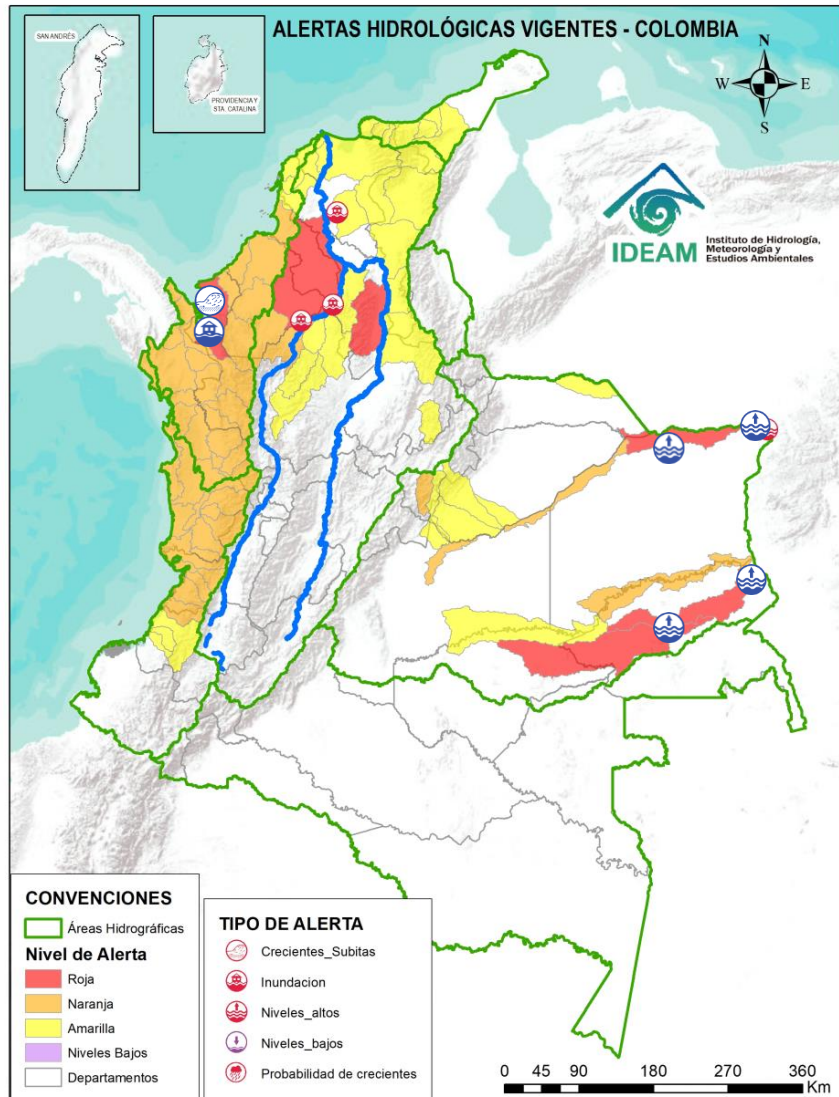 ALERTAS HIDROLÓGICAS VIGENTES - COLOMBIA
SAN ANDRÉS
PROVIDENCIA Y
STA. CATALINA
N
W
E
S
IDEAM
Instituto de Hidrología,
Meteorología y
Estudios Ambientales
CONVENCIONES
Áreas Hidrográficas
Nivel de Alerta
Roja
Naranja
Amarilla
Niveles Bajos
Departamentos
TIPO DE ALERTA
Crecientes_Subitas
Inundacion
Niveles_altos
Niveles_bajos
Probabilidad de crecientes
0 45 90 180 270 360
Km